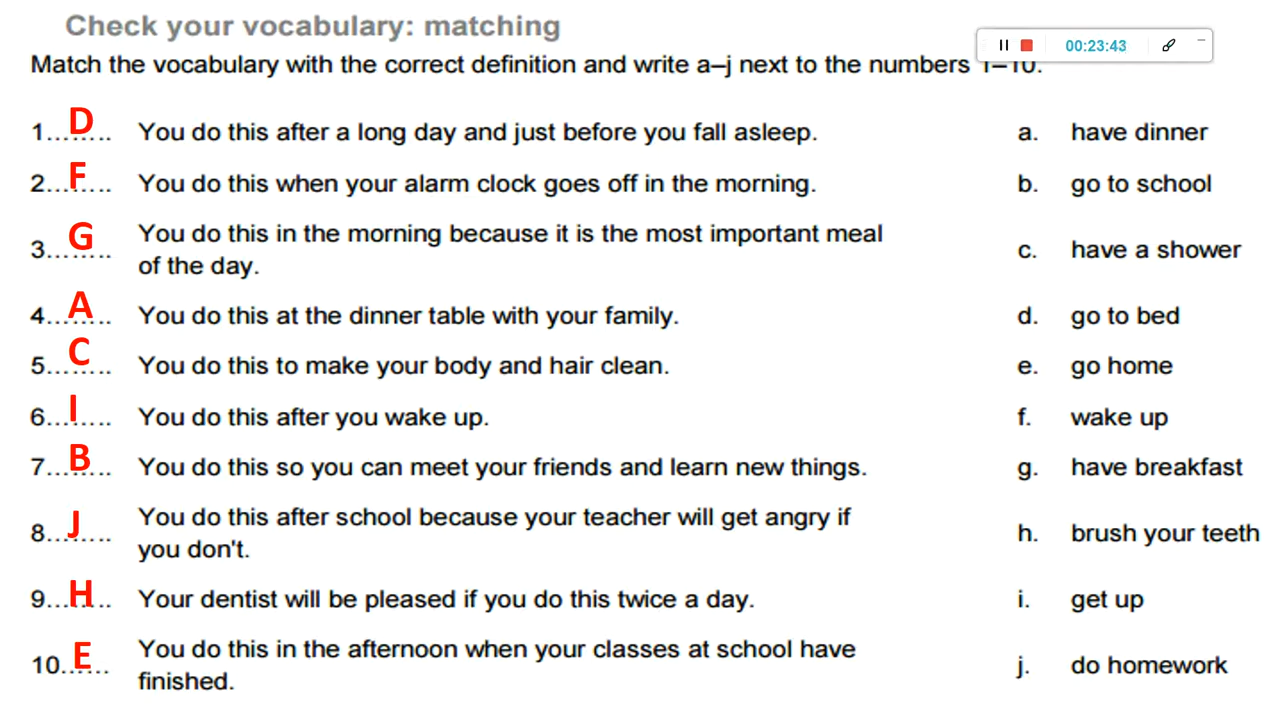 Check your vocabulary: matching
00:23:43
Match the vocabulary with the correct definition and write a–j next to the numbers 1–10.
1........ D You do this after a long day and just before you fall asleep. a. have dinner
2........ F You do this when your alarm clock goes off in the morning. b. go to school
3........ G You do this in the morning because it is the most important meal
of the day. c. have a shower
4........ A You do this at the dinner table with your family. d. go to bed
5........ C You do this to make your body and hair clean. e. go home
6........ I You do this after you wake up. f. wake up
7........ B You do this so you can meet your friends and learn new things. g. have breakfast
8........ J You do this after school because your teacher will get angry if
you don't. h. brush your teeth
9........ H Your dentist will be pleased if you do this twice a day. i. get up
10....... E You do this in the afternoon when your classes at school have
finished. j. do homework